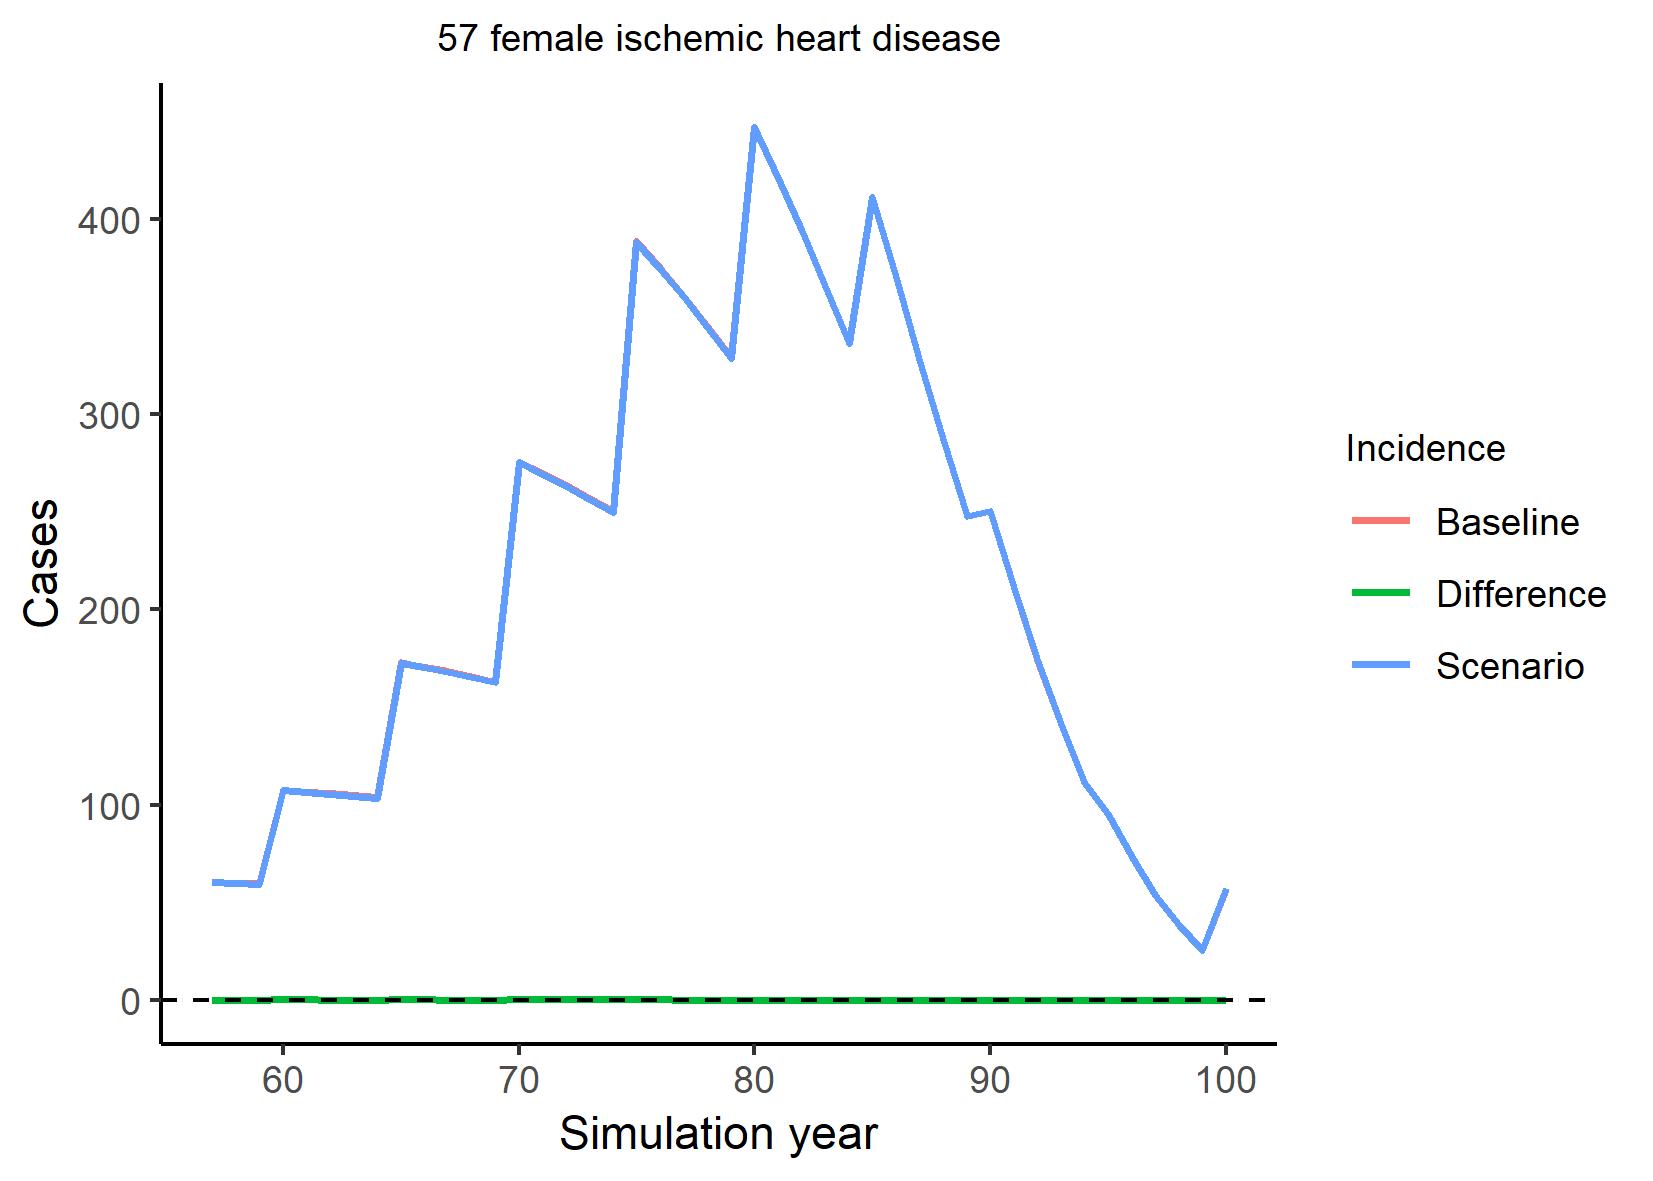 57 female ischemic heart disease
Cases
400
300
200
100
0
60 70 80 90 100
Simulation year
Incidence
Baseline
Difference
Scenario